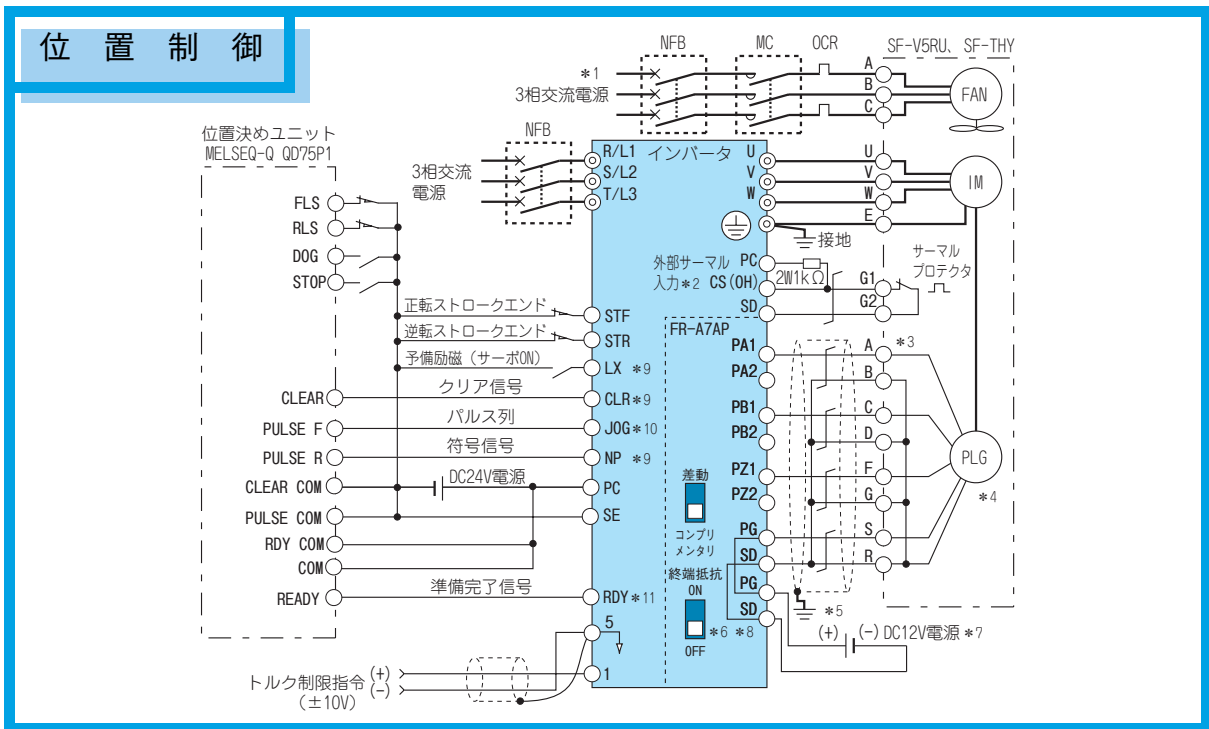 位 置 制 御
NFB
MC
OCR
SF-V5RU、SF-THY
*1
3相交流電源
A
B
C
FAN
位置決めユニット
MELSEQ-Q QD75P1
NFB
3相交流
電源
R/L1
S/L2
T/L3
インバータ
U
V
W
U
V
W
E
IM
接地
FLS
RLS
DOG
STOP
外部サーマル
入力*2
PC
CS(OH)
SD
2W1kΩ
G1
G2
サーマル
プロテクタ
正転ストロークエンド
STF
逆転ストロークエンド
STR
予備励磁（サーボON）
LX *9
CLEAR
クリア信号
CLR*9
PULSE F
パルス列
JOG*10
PULSE R
符号信号
NP *9
CLEAR COM
DC24V電源
PC
PULSE COM
SE
RDY COM
COM
READY
準備完了信号
RDY*11
5
1
トルク制限指令
（±10V）
(+)
(-)
FR-A7AP
PA1
PA2
PB1
PB2
PZ1
PZ2
PG
SD
PG
SD
差動
コンプリ
メンタリ
終端抵抗
ON
OFF
*6 *8
A
*3
B
C
D
F
G
S
R
PLG
*4
*5
(+)
(-)
DC12V電源*7